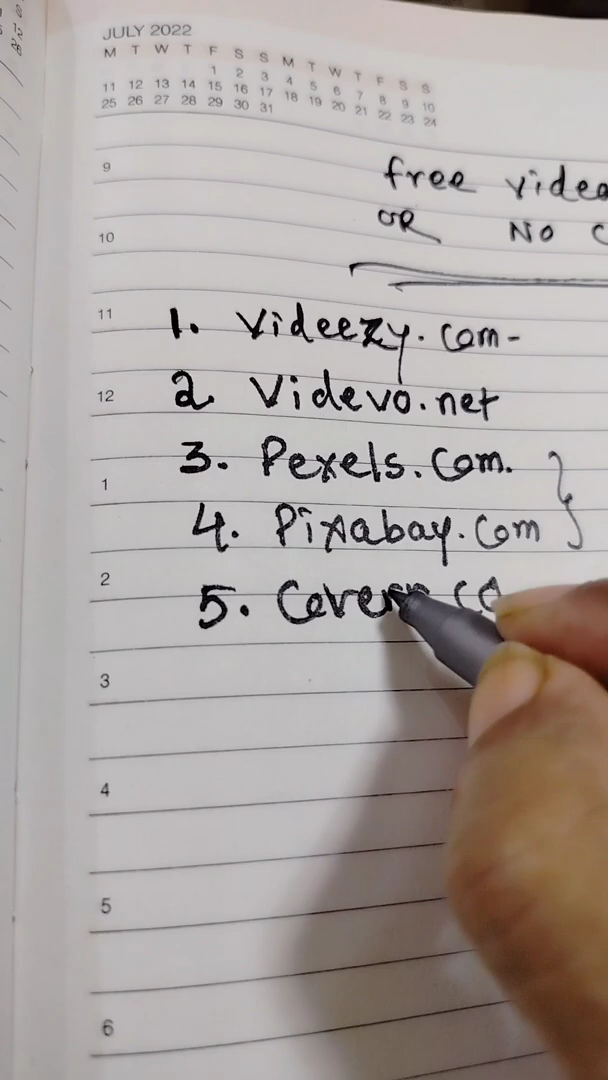 JULY 2022
M T W T F S S M T W T F S S
1 2 3 4 5 6 7 8 9 10
11 12 13 14 15 16 17 18 19 20 21 22 23 24
25 26 27 28 29 30 31
9
free video
OR NO C
10
11 1. Videezy.com-
12 2 Videvo.net
3. Pexels.com.
1
4. Pixabay.com
2
5.
3
4
5
6